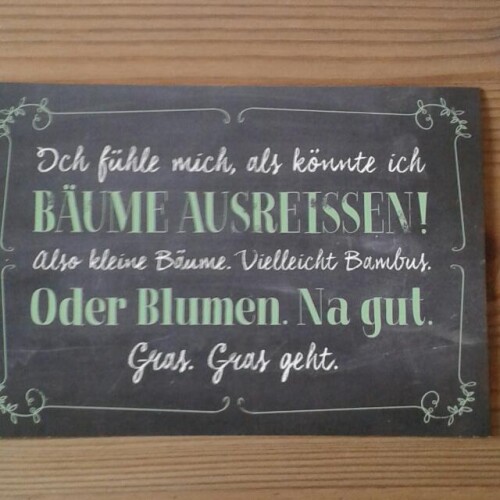 Ich fühle mich, als könnte ich
BÄUME AUSREISSEN!
Also kleine Bäume. Vielleicht Bambus.
Oder Blumen. Na gut.
Gras. Gras geht.